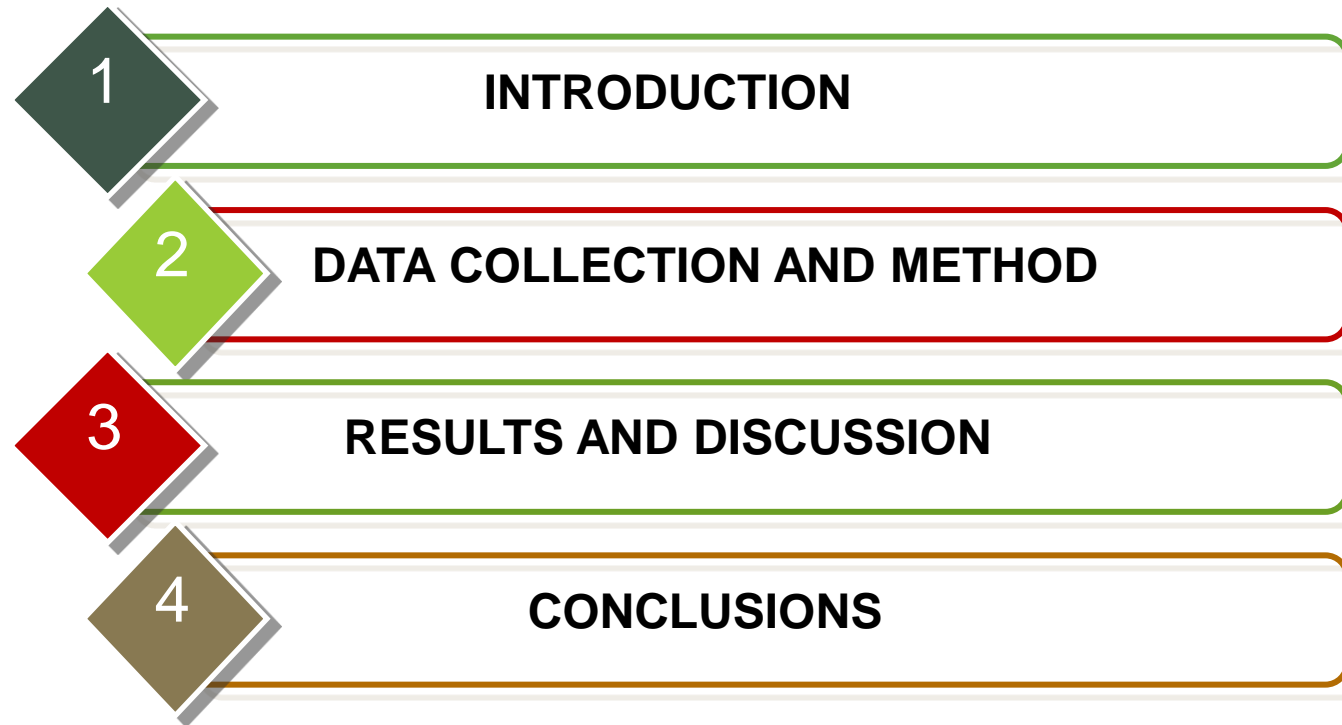 1
INTRODUCTION
2
DATA COLLECTION AND METHOD
3
RESULTS AND DISCUSSION
4
CONCLUSIONS